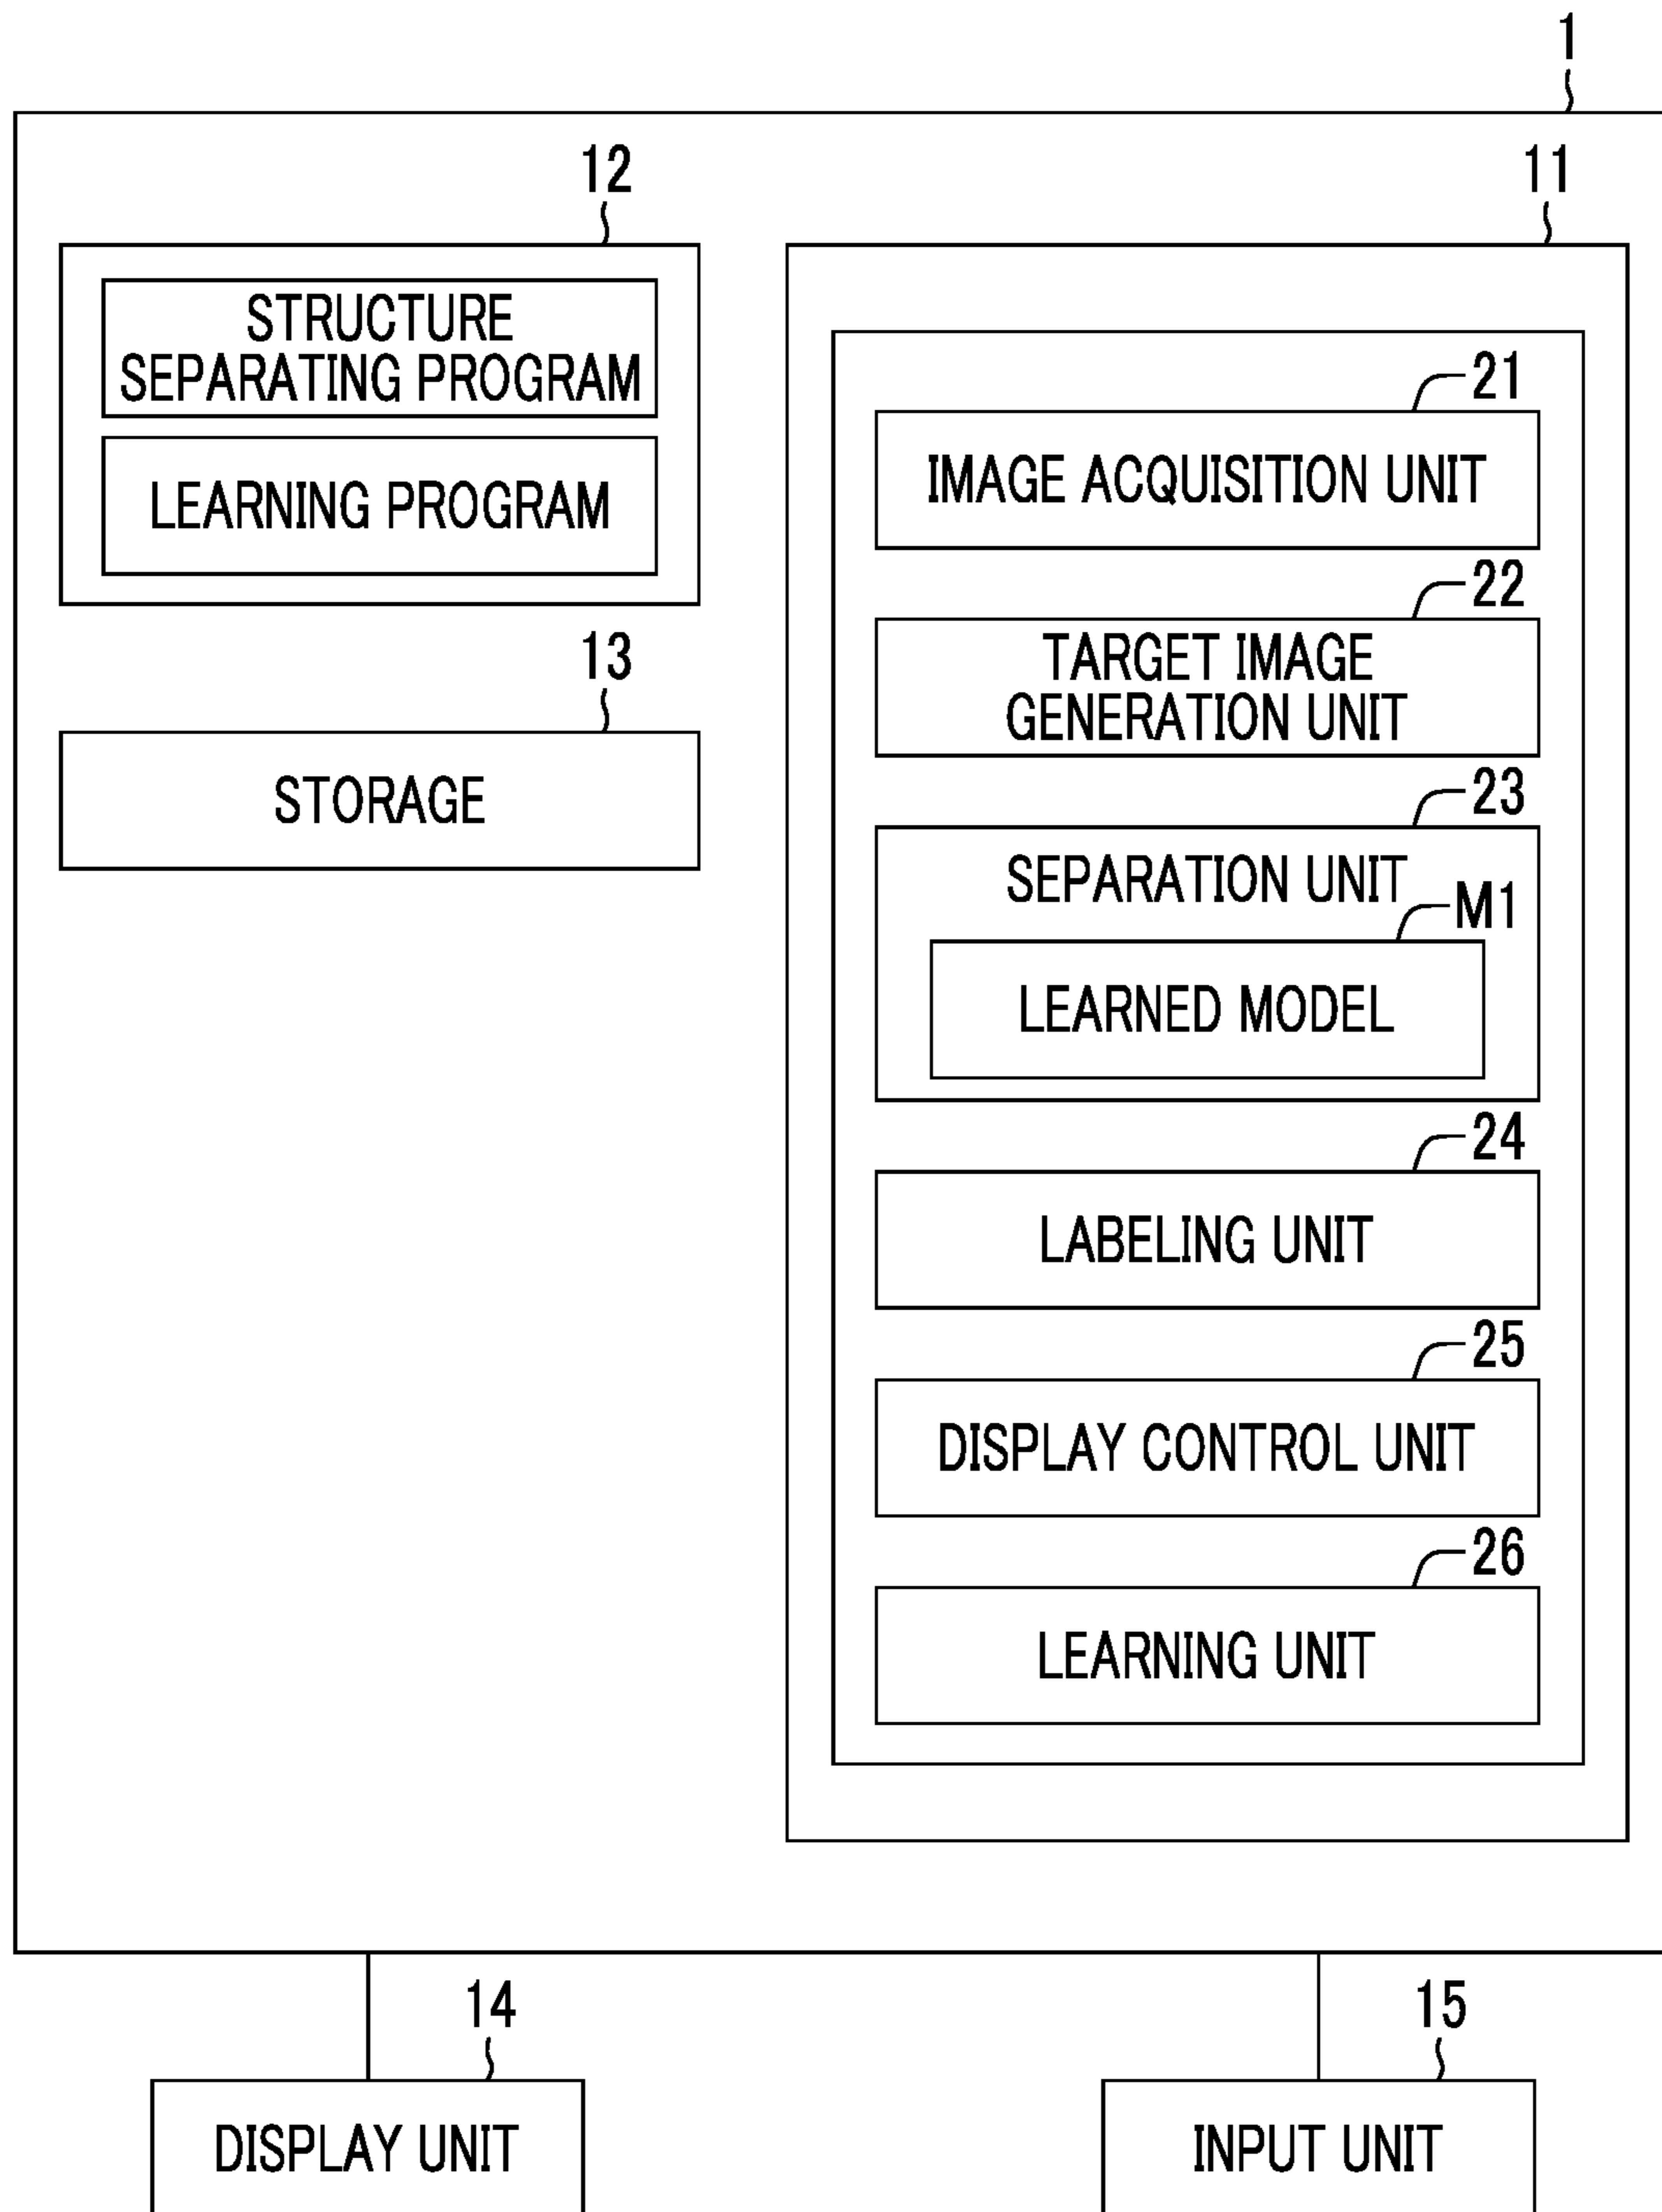 1
12
11
STRUCTURE
SEPARATING PROGRAM
LEARNING PROGRAM
13
STORAGE
21
IMAGE ACQUISITION UNIT
22
TARGET IMAGE
GENERATION UNIT
23
SEPARATION UNIT
M1
LEARNED MODEL
24
LABELING UNIT
25
DISPLAY CONTROL UNIT
26
LEARNING UNIT
14
DISPLAY UNIT
15
INPUT UNIT